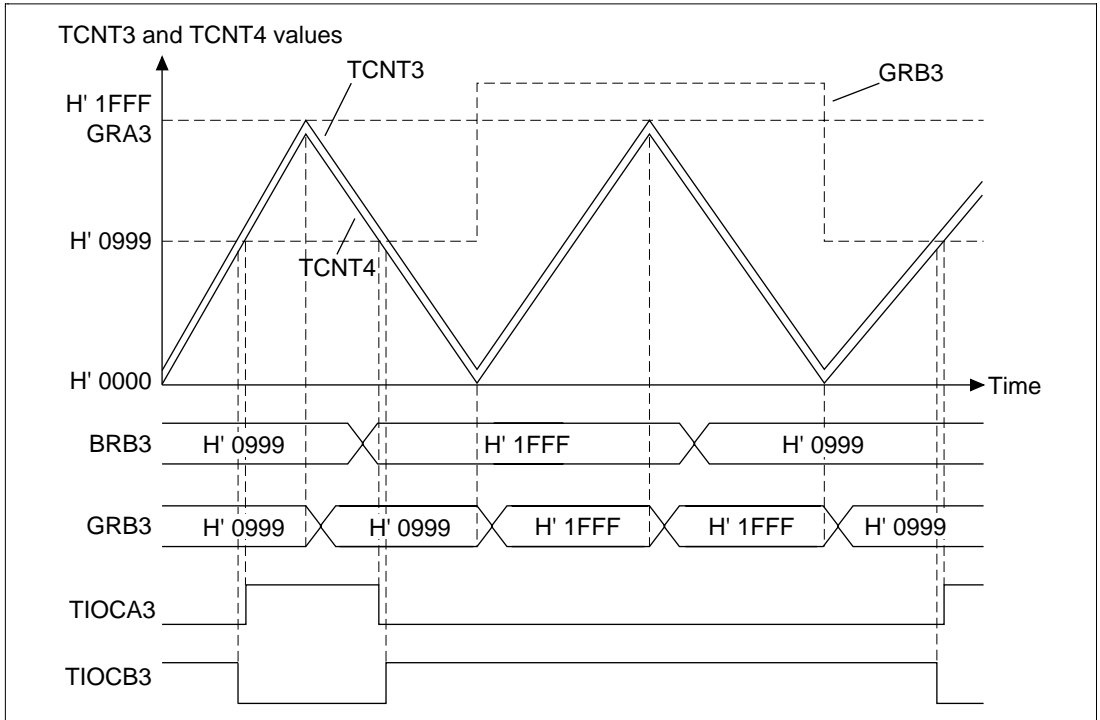 TCNT3 and TCNT4 values
TCNT3
GRB3
H' 1FFF
GRA3
H' 0999
TCNT4
H' 0000
Time
BRB3
H' 0999
H' 1FFF
H' 0999
GRB3
H' 0999
H' 0999
H' 1FFF
H' 1FFF
H' 0999
TIOCA3
TIOCB3